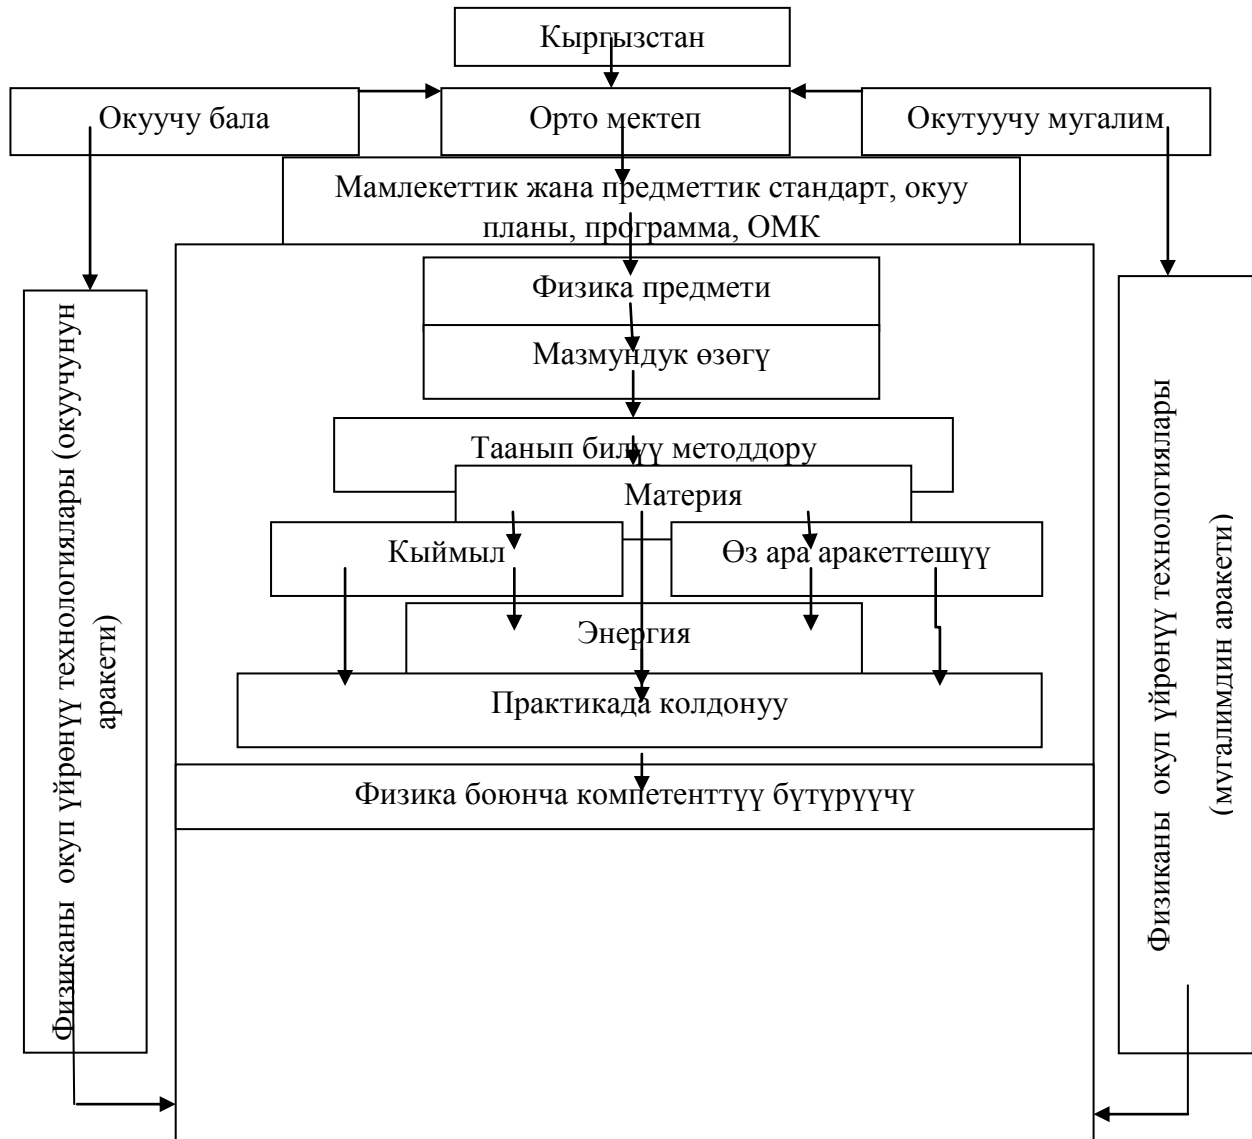 Кыргызстан
Окуучу бала
Орто мектеп
Окутуучу мугалим
Мамлекеттик жана предметтик стандарт, окуу
планы, программа, ОМК
Физика предмети
Мазмундук өзөгү
Таанып билүү методдору
Материя
Кыймыл
Өз ара аракеттешүү
Энергия
Практикада колдонуу
Физика боюнча компетенттүү бүтүрүүчү
Физиканы окуп үйрөнүү технологиялары (окуучунун
аракети)
Физиканы окуп үйрөнүү технологиялары
(мугалимдин аракети)